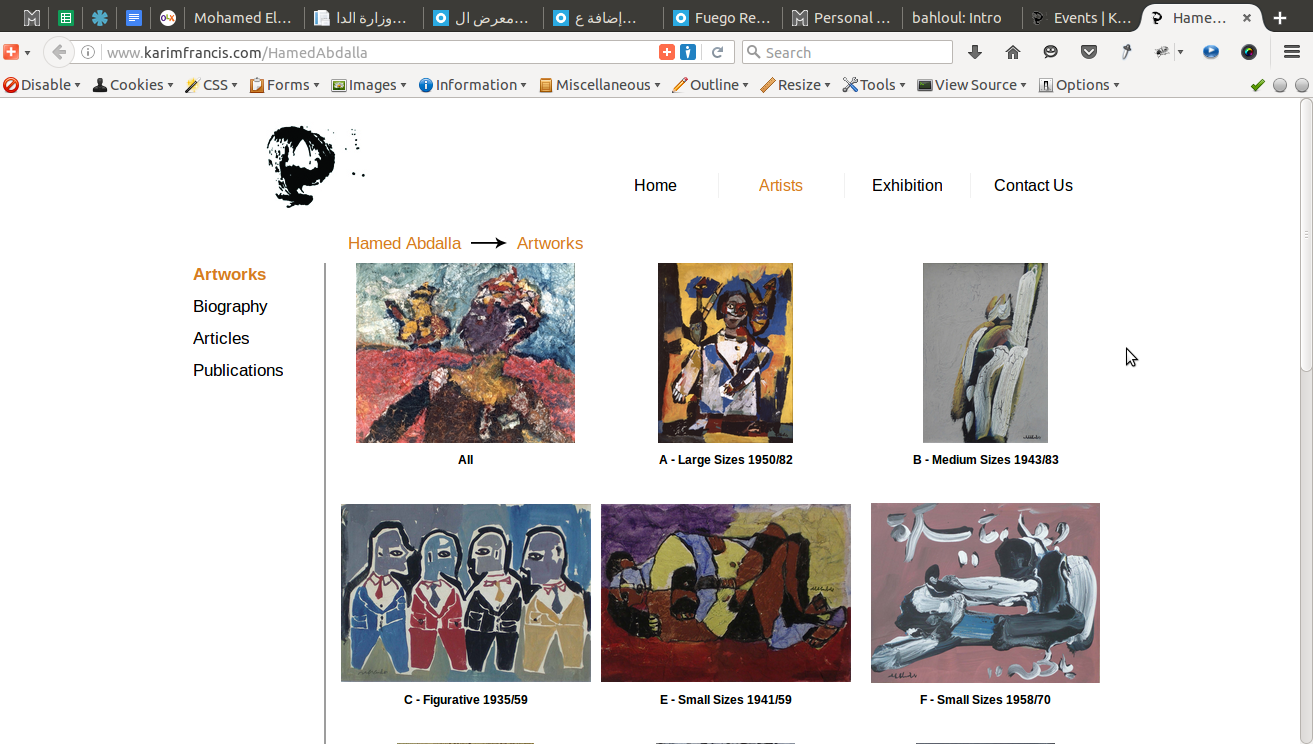 Mohamed El...
وزارة الدا...
معرض ال...
إضافة ع...
Fuego Re...
Personal ...
bahloul: Intro
Events | K...
Hame...
www.karimfrancis.com/HamedAbdalla
Search
Disable
Cookies
CSS
Forms
Images
Information
Miscellaneous
Outline
Resize
Tools
View Source
Options
Home
Artists
Exhibition
Contact Us
Hamed Abdalla
Artworks
Artworks
Biography
Articles
Publications
All
A - Large Sizes 1950/82
B - Medium Sizes 1943/83
C - Figurative 1935/59
E - Small Sizes 1941/59
F - Small Sizes 1958/70